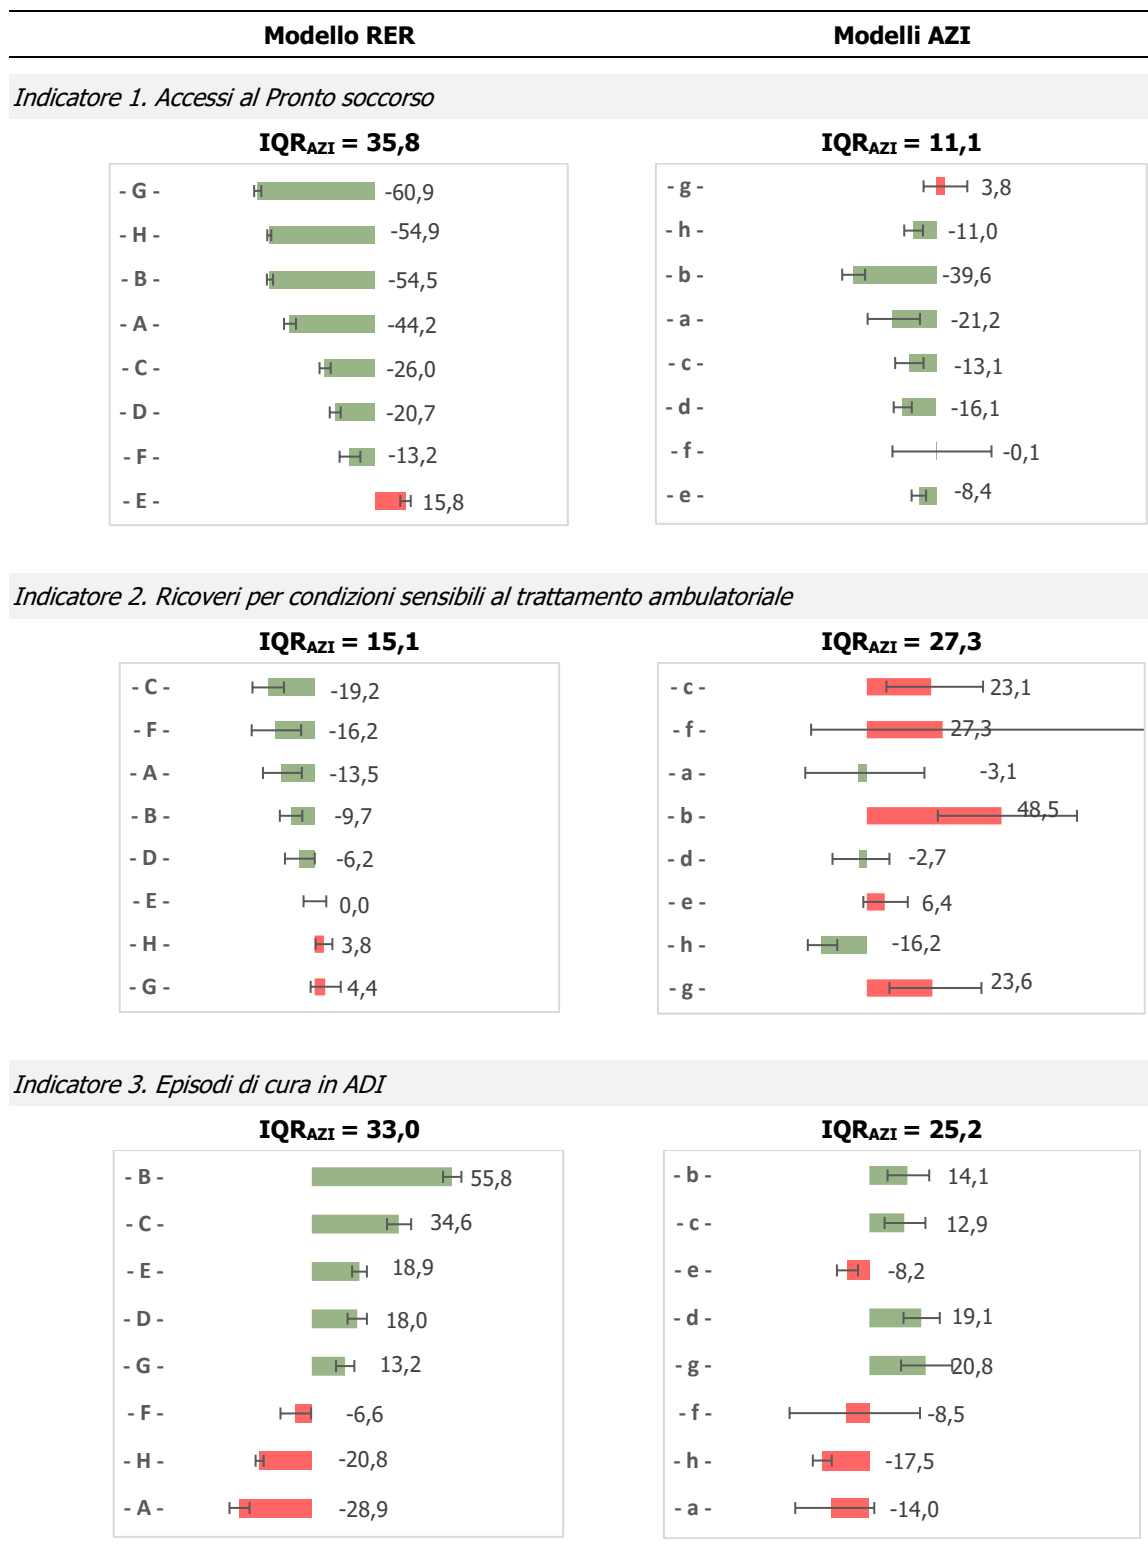 Modello RER Modelli AZI
Indicatore 1. Accessi al Pronto soccorso
IQRAZI = 35,8 IQRAZI = 11,1
- G - -60,9 - g - 3,8
- H - -54,9 - h - -11,0
- B - -54,5 - b - -39,6
- A - -44,2 - a - -21,2
- C - -26,0 - c - -13,1
- D - -20,7 - d - -16,1
- F - -13,2 - f - -0,1
- E - 15,8 - e - -8,4
Indicatore 2. Ricoveri per condizioni sensibili al trattamento ambulatoriale
IQRAZI = 15,1 IQRAZI = 27,3
- C - -19,2 - c - 23,1
- F - -16,2 - f - 27,3
- A - -13,5 - a - -3,1
- B - -9,7 - b - 48,5
- D - -6,2 - d - -2,7
- E - 0,0 - e - 6,4
- H - 3,8 - h - -16,2
- G - 4,4 - g - 23,6
Indicatore 3. Episodi di cura in ADI
IQRAZI = 33,0 IQRAZI = 25,2
- B - 55,8 - b - 14,1
- C - 34,6 - c - 12,9
- E - 18,9 - e - -8,2
- D - 18,0 - d - 19,1
- G - 13,2 - g - 20,8
- F - -6,6 - f - -8,5
- H - -20,8 - h - -17,5
- A - -28,9 - a - -14,0